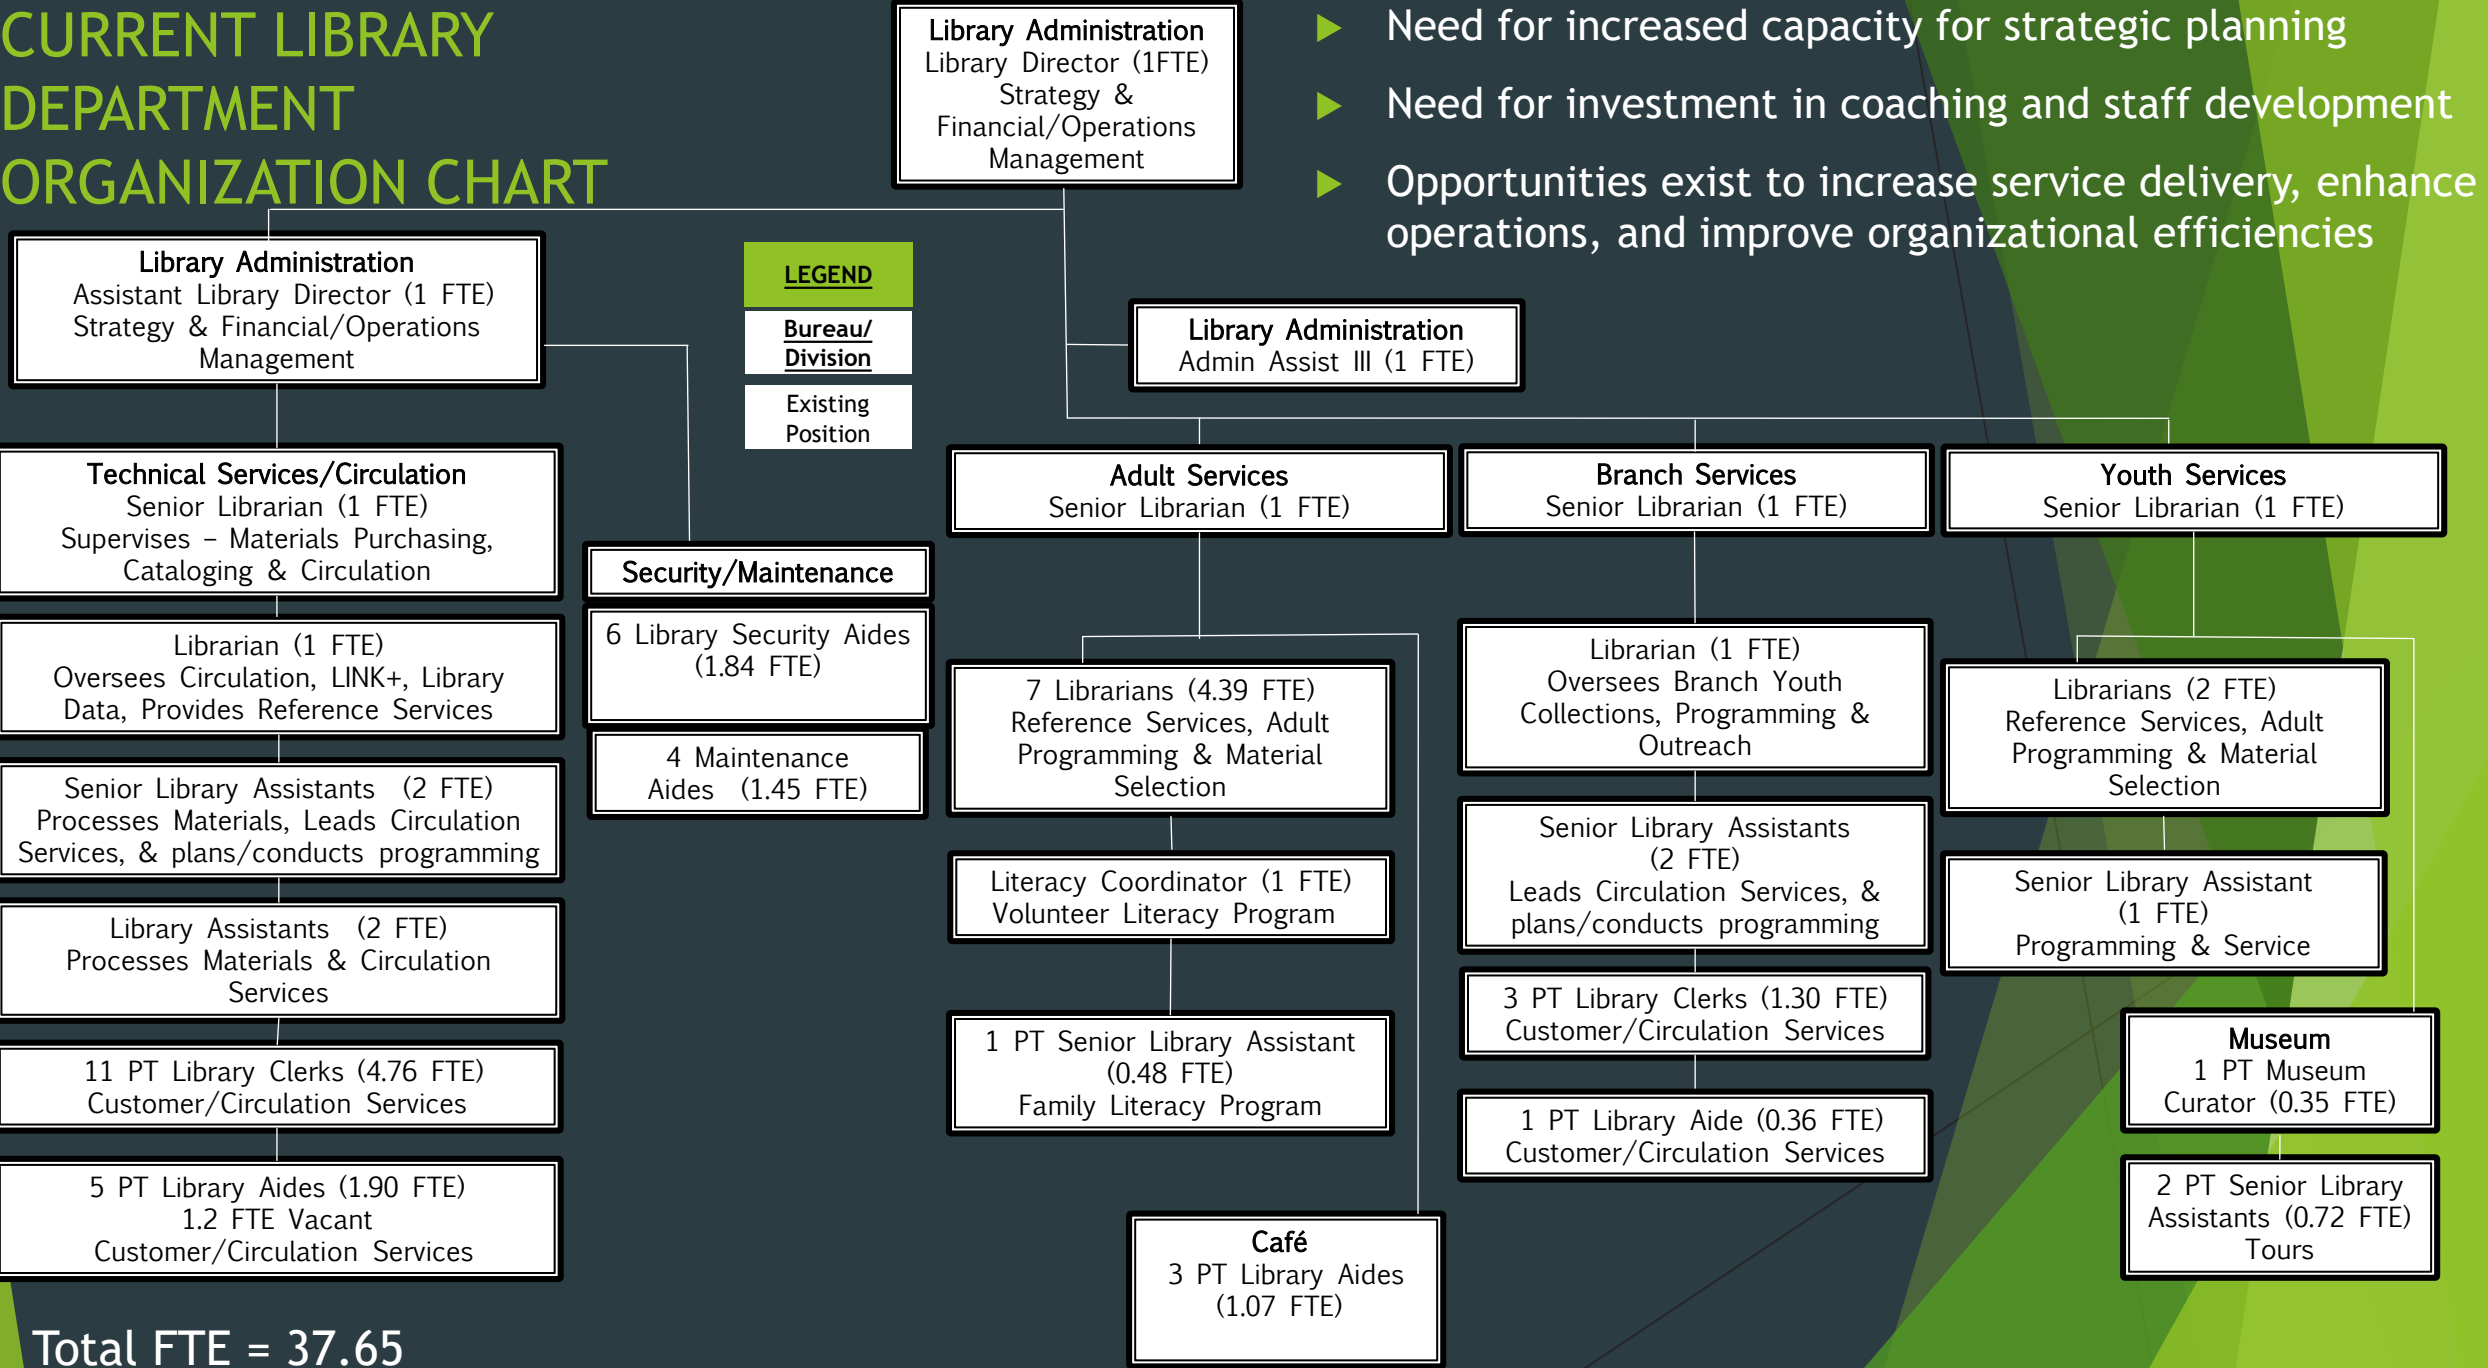 CURRENT LIBRARY
DEPARTMENT
ORGANIZATION CHART
Library Administration
Library Director (1FTE)
Strategy &
Financial/Operations
Management
Need for increased capacity for strategic planning
Need for investment in coaching and staff development
Opportunities exist to increase service delivery, enhance
operations, and improve organizational efficiencies
Library Administration
Assistant Library Director (1 FTE)
Strategy & Financial/Operations
Management
LEGEND
Bureau/
Division
Existing
Position
Library Administration
Admin Assist III (1 FTE)
Technical Services/Circulation
Senior Librarian (1 FTE)
Supervises – Materials Purchasing,
Cataloging & Circulation
Librarian (1 FTE)
Oversees Circulation, LINK+, Library
Data, Provides Reference Services
Senior Library Assistants (2 FTE)
Processes Materials, Leads Circulation
Services, & plans/conducts programming
Library Assistants (2 FTE)
Processes Materials & Circulation
Services
11 PT Library Clerks (4.76 FTE)
Customer/Circulation Services
5 PT Library Aides (1.90 FTE)
1.2 FTE Vacant
Customer/Circulation Services
Security/Maintenance
6 Library Security Aides
(1.84 FTE)
4 Maintenance
Aides (1.45 FTE)
Adult Services
Senior Librarian (1 FTE)
7 Librarians (4.39 FTE)
Reference Services, Adult
Programming & Material
Selection
Literacy Coordinator (1 FTE)
Volunteer Literacy Program
1 PT Senior Library Assistant
(0.48 FTE)
Family Literacy Program
Café
3 PT Library Aides
(1.07 FTE)
Branch Services
Senior Librarian (1 FTE)
Librarian (1 FTE)
Oversees Branch Youth
Collections, Programming &
Outreach
Senior Library Assistants
(2 FTE)
Leads Circulation Services, &
plans/conducts programming
3 PT Library Clerks (1.30 FTE)
Customer/Circulation Services
1 PT Library Aide (0.36 FTE)
Customer/Circulation Services
Youth Services
Senior Librarian (1 FTE)
Librarians (2 FTE)
Reference Services, Adult
Programming & Material
Selection
Senior Library Assistant
(1 FTE)
Programming & Service
Museum
1 PT Museum
Curator (0.35 FTE)
2 PT Senior Library
Assistants (0.72 FTE)
Tours
Total FTE = 37.65